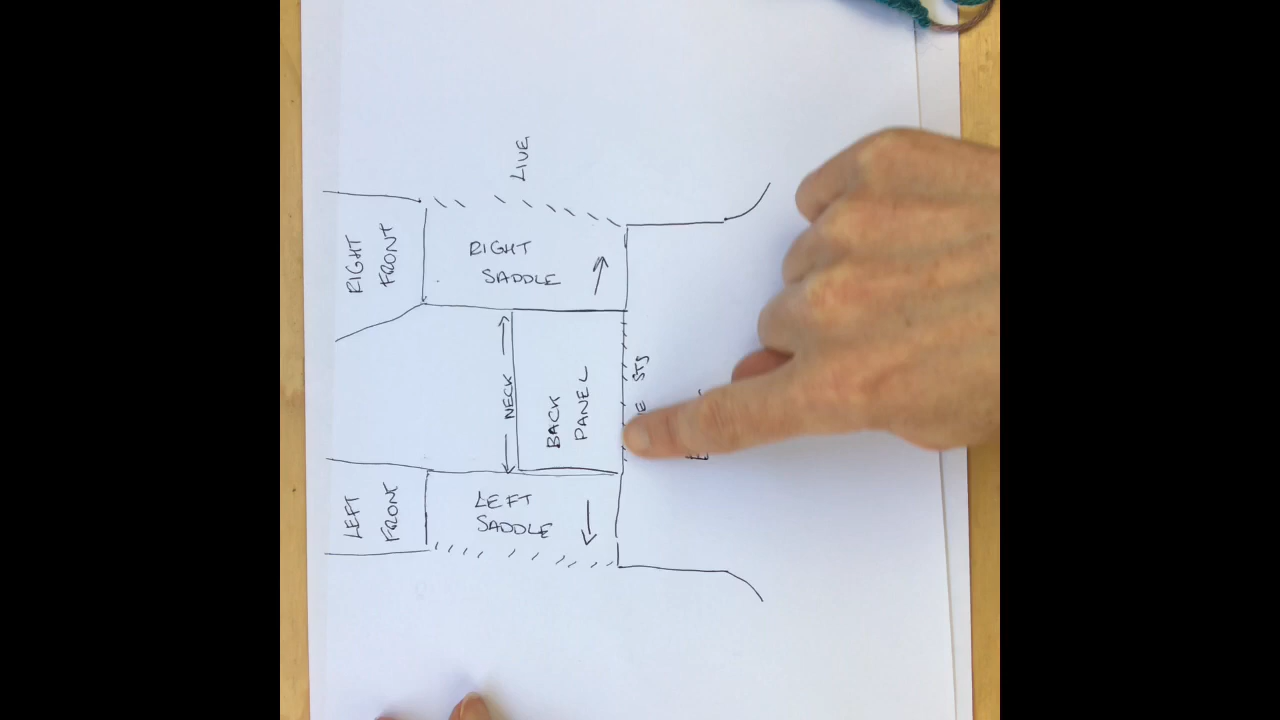 LIVE
RIGHT
FRONT
RIGHT
SADDLE
NECK
BACK
PANEL
STS
LEFT
FRONT
LEFT
SADDLE